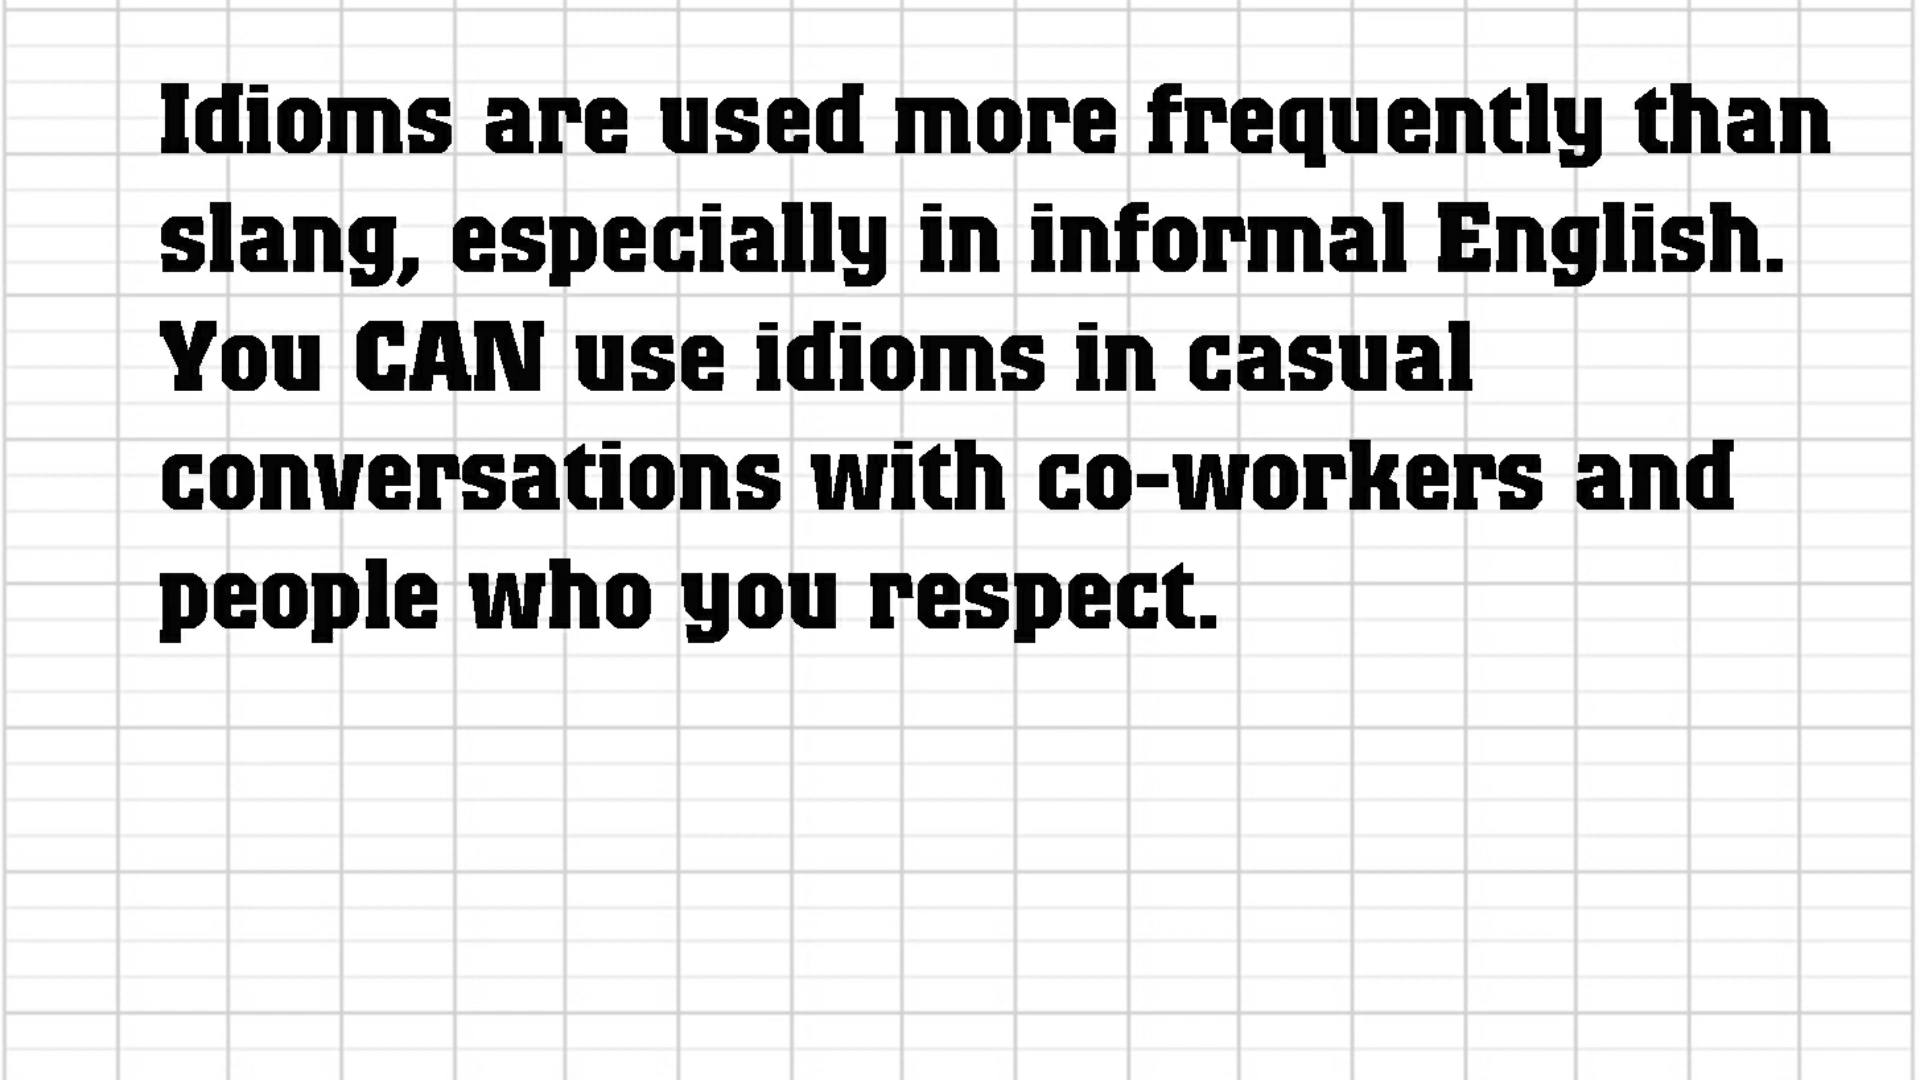 Idioms are used more frequently than
slang, especially in informal English.
You CAN use idioms in casual
conversations with co-workers and
people who you respect.